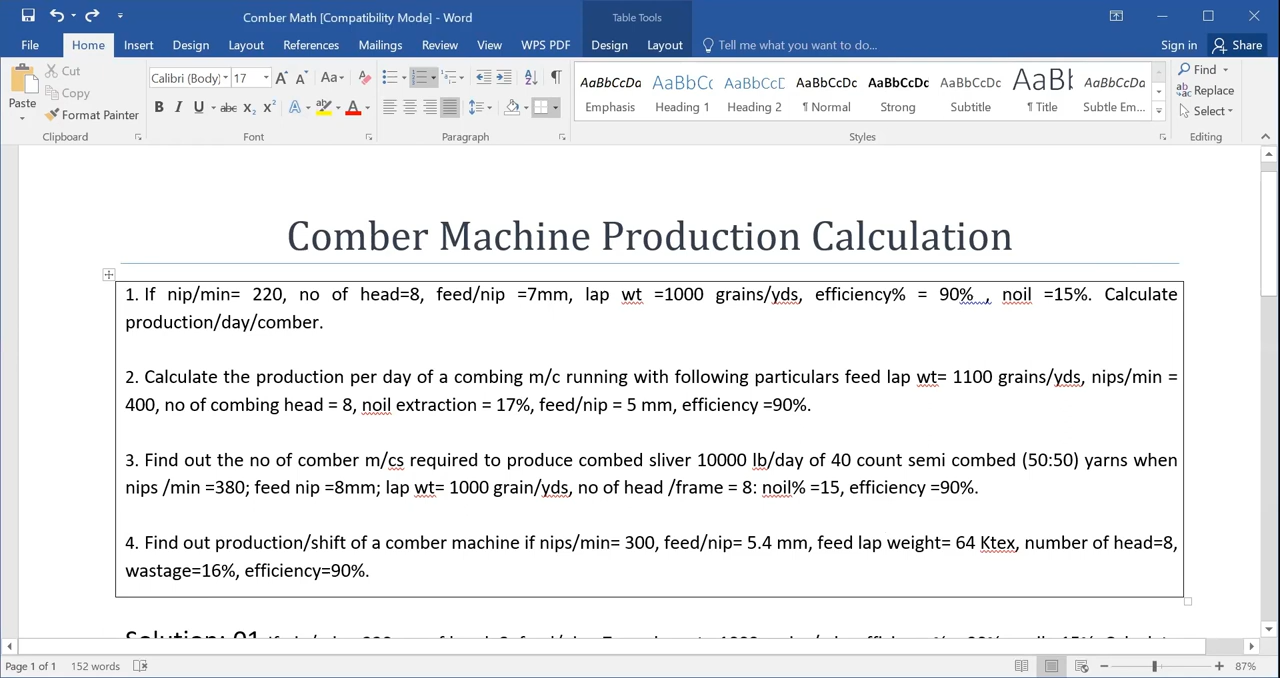 Comber Math [Compatibility Mode] - Word
Table Tools
File Home Insert Design Layout References Mailings Review View WPS PDF Design Layout Tell me what you want to do... Sign in Share
Paste
Cut
Copy
Format Painter
Clipboard
Calibri (Body) 17
Font
Paragraph
AaBbCcDa AaBbCc AaBbCcD AaBbCcDc AaBbCcDc AaBbCcDc AaBb AaBbCcDa
Emphasis Heading 1 Heading 2 ¶ Normal Strong Subtitle ¶ Title Subtle Em...
Styles
Find
Replace
Select
Editing
Comber Machine Production Calculation
1. If nip/min= 220, no of head=8, feed/nip =7mm, lap wt =1000 grains/yds, efficiency% = 90% , noil =15%. Calculate
production/day/comber.
2. Calculate the production per day of a combing m/c running with following particulars feed lap wt= 1100 grains/yds, nips/min =
400, no of combing head = 8, noil extraction = 17%, feed/nip = 5 mm, efficiency =90%.
3. Find out the no of comber m/cs required to produce combed sliver 10000 lb/day of 40 count semi combed (50:50) yarns when
nips /min =380; feed nip =8mm; lap wt= 1000 grain/yds, no of head /frame = 8: noil% =15, efficiency =90%.
4. Find out production/shift of a comber machine if nips/min= 300, feed/nip= 5.4 mm, feed lap weight= 64 Ktex, number of head=8,
wastage=16%, efficiency=90%.
Solution: 01
Page 1 of 1 152 words 87%